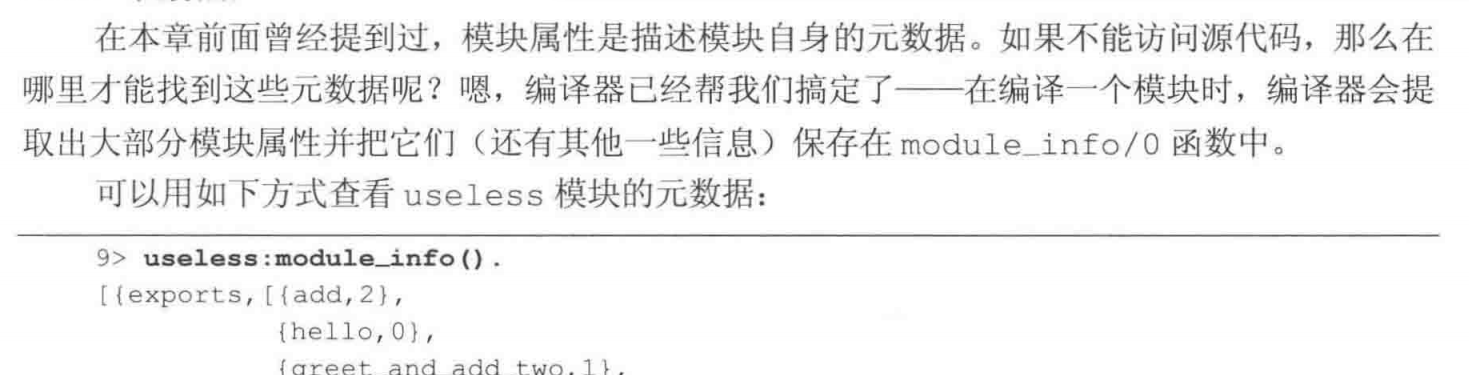 在本章前面曾经提到过，模块属性是描述模块自身的元数据。如果不能访问源代码，那么在
哪里才能找到这些元数据呢？嗯，编译器已经帮我们搞定了——在编译一个模块时，编译器会提
取出大部分模块属性并把它们（还有其他一些信息）保存在 module_info/0 函数中。
可以用如下方式查看 useless 模块的元数据：
9> useless:module_info().
[{exports,[{add,2},
{hello,0},
{greet_and_add_two,1},